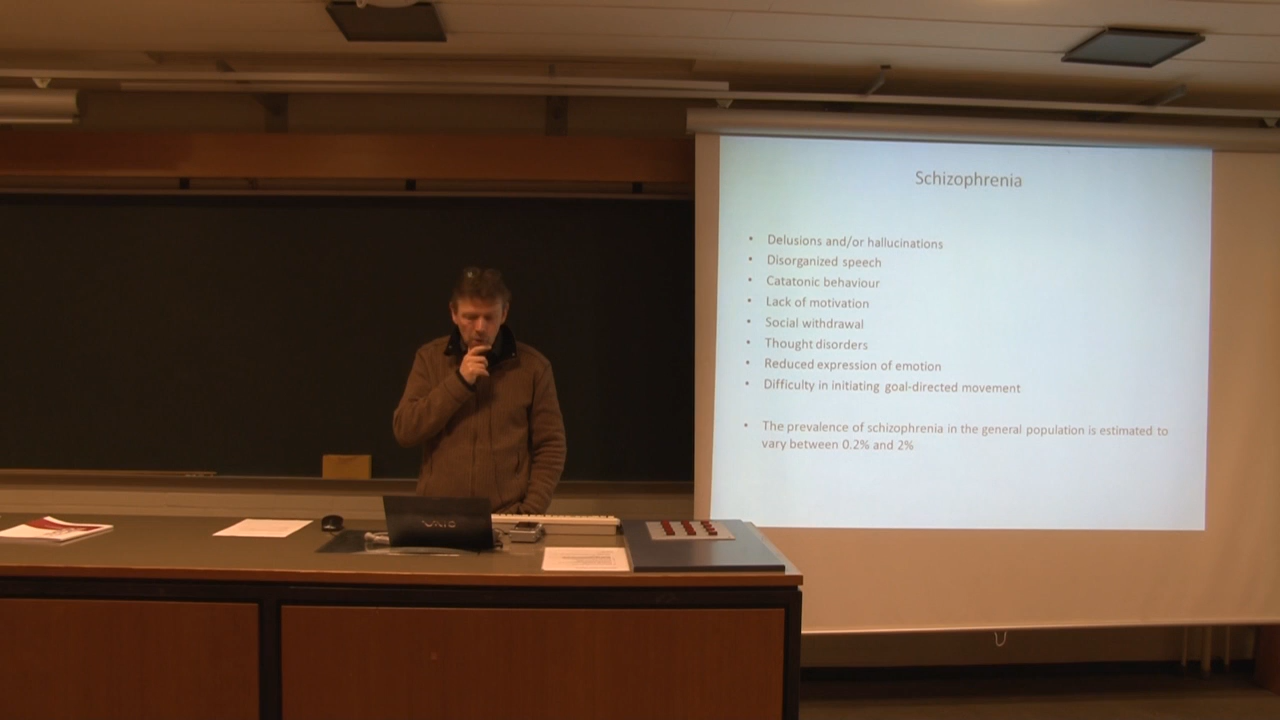 Schizophrenia
• Delusions and/or hallucinations
• Disorganized speech
• Catatonic behaviour
• Lack of motivation
• Social withdrawal
• Thought disorders
• Reduced expression of emotion
• Difficulty in initiating goal-directed movement
• The prevalence of schizophrenia in the general population is estimated to
vary between 0.2% and 2%
VAIO